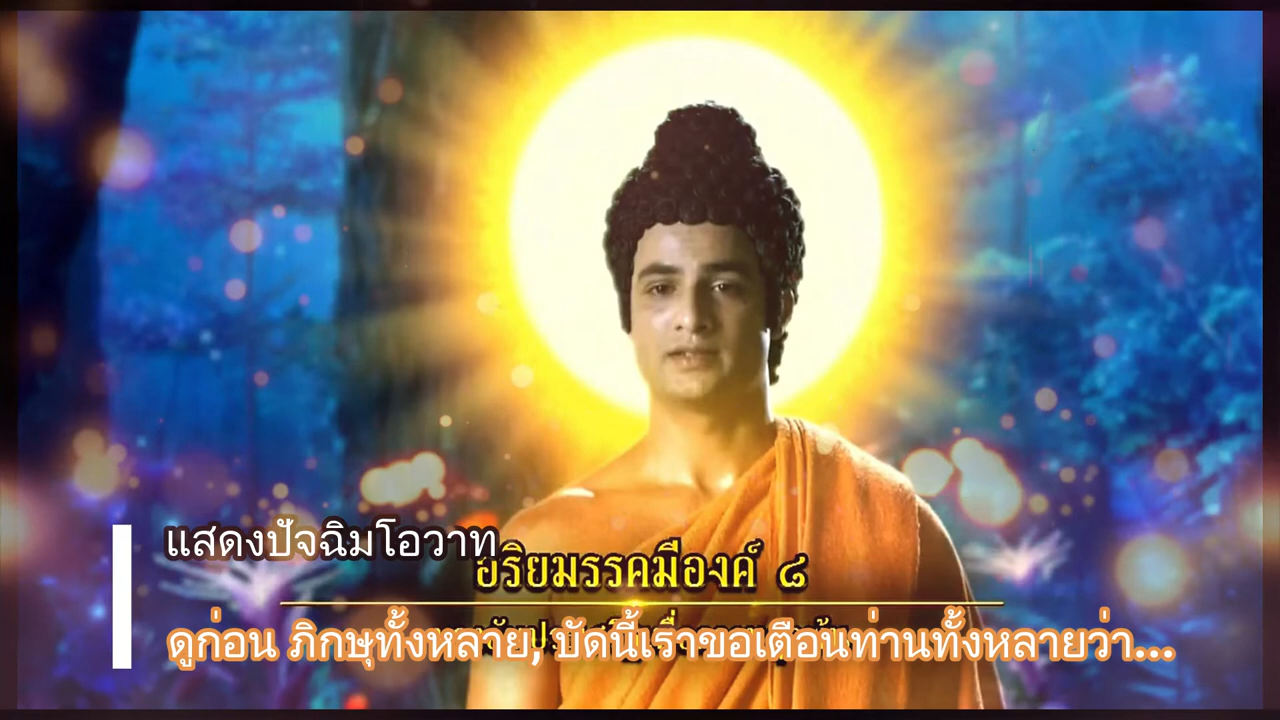 แสดงปัจฉิมโอวาท
อริยมรรคมีองค์ ๘
ดูก่อน ภิกษุทั้งหลาย, บัดนี้เราขอเตือนท่านทั้งหลายว่า...